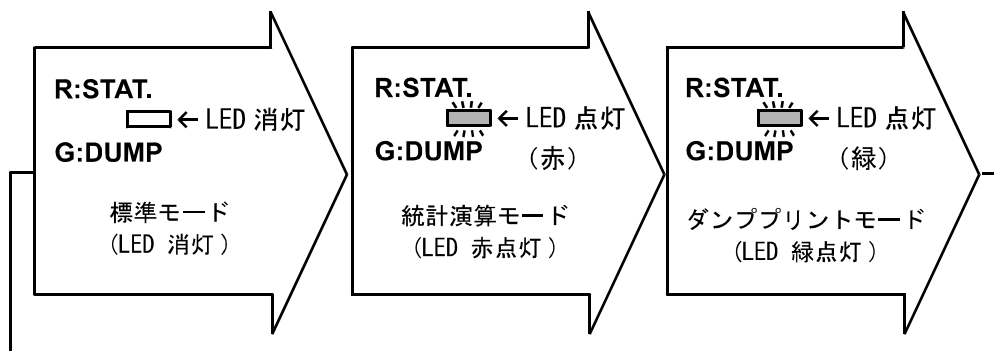 R:STAT.
← LED 消灯
G:DUMP
標準モード
(LED 消灯)
R:STAT.
← LED 点灯
G:DUMP (赤)
統計演算モード
(LED 赤点灯)
R:STAT.
← LED 点灯
G:DUMP (緑)
ダンププリントモード
(LED 緑点灯)